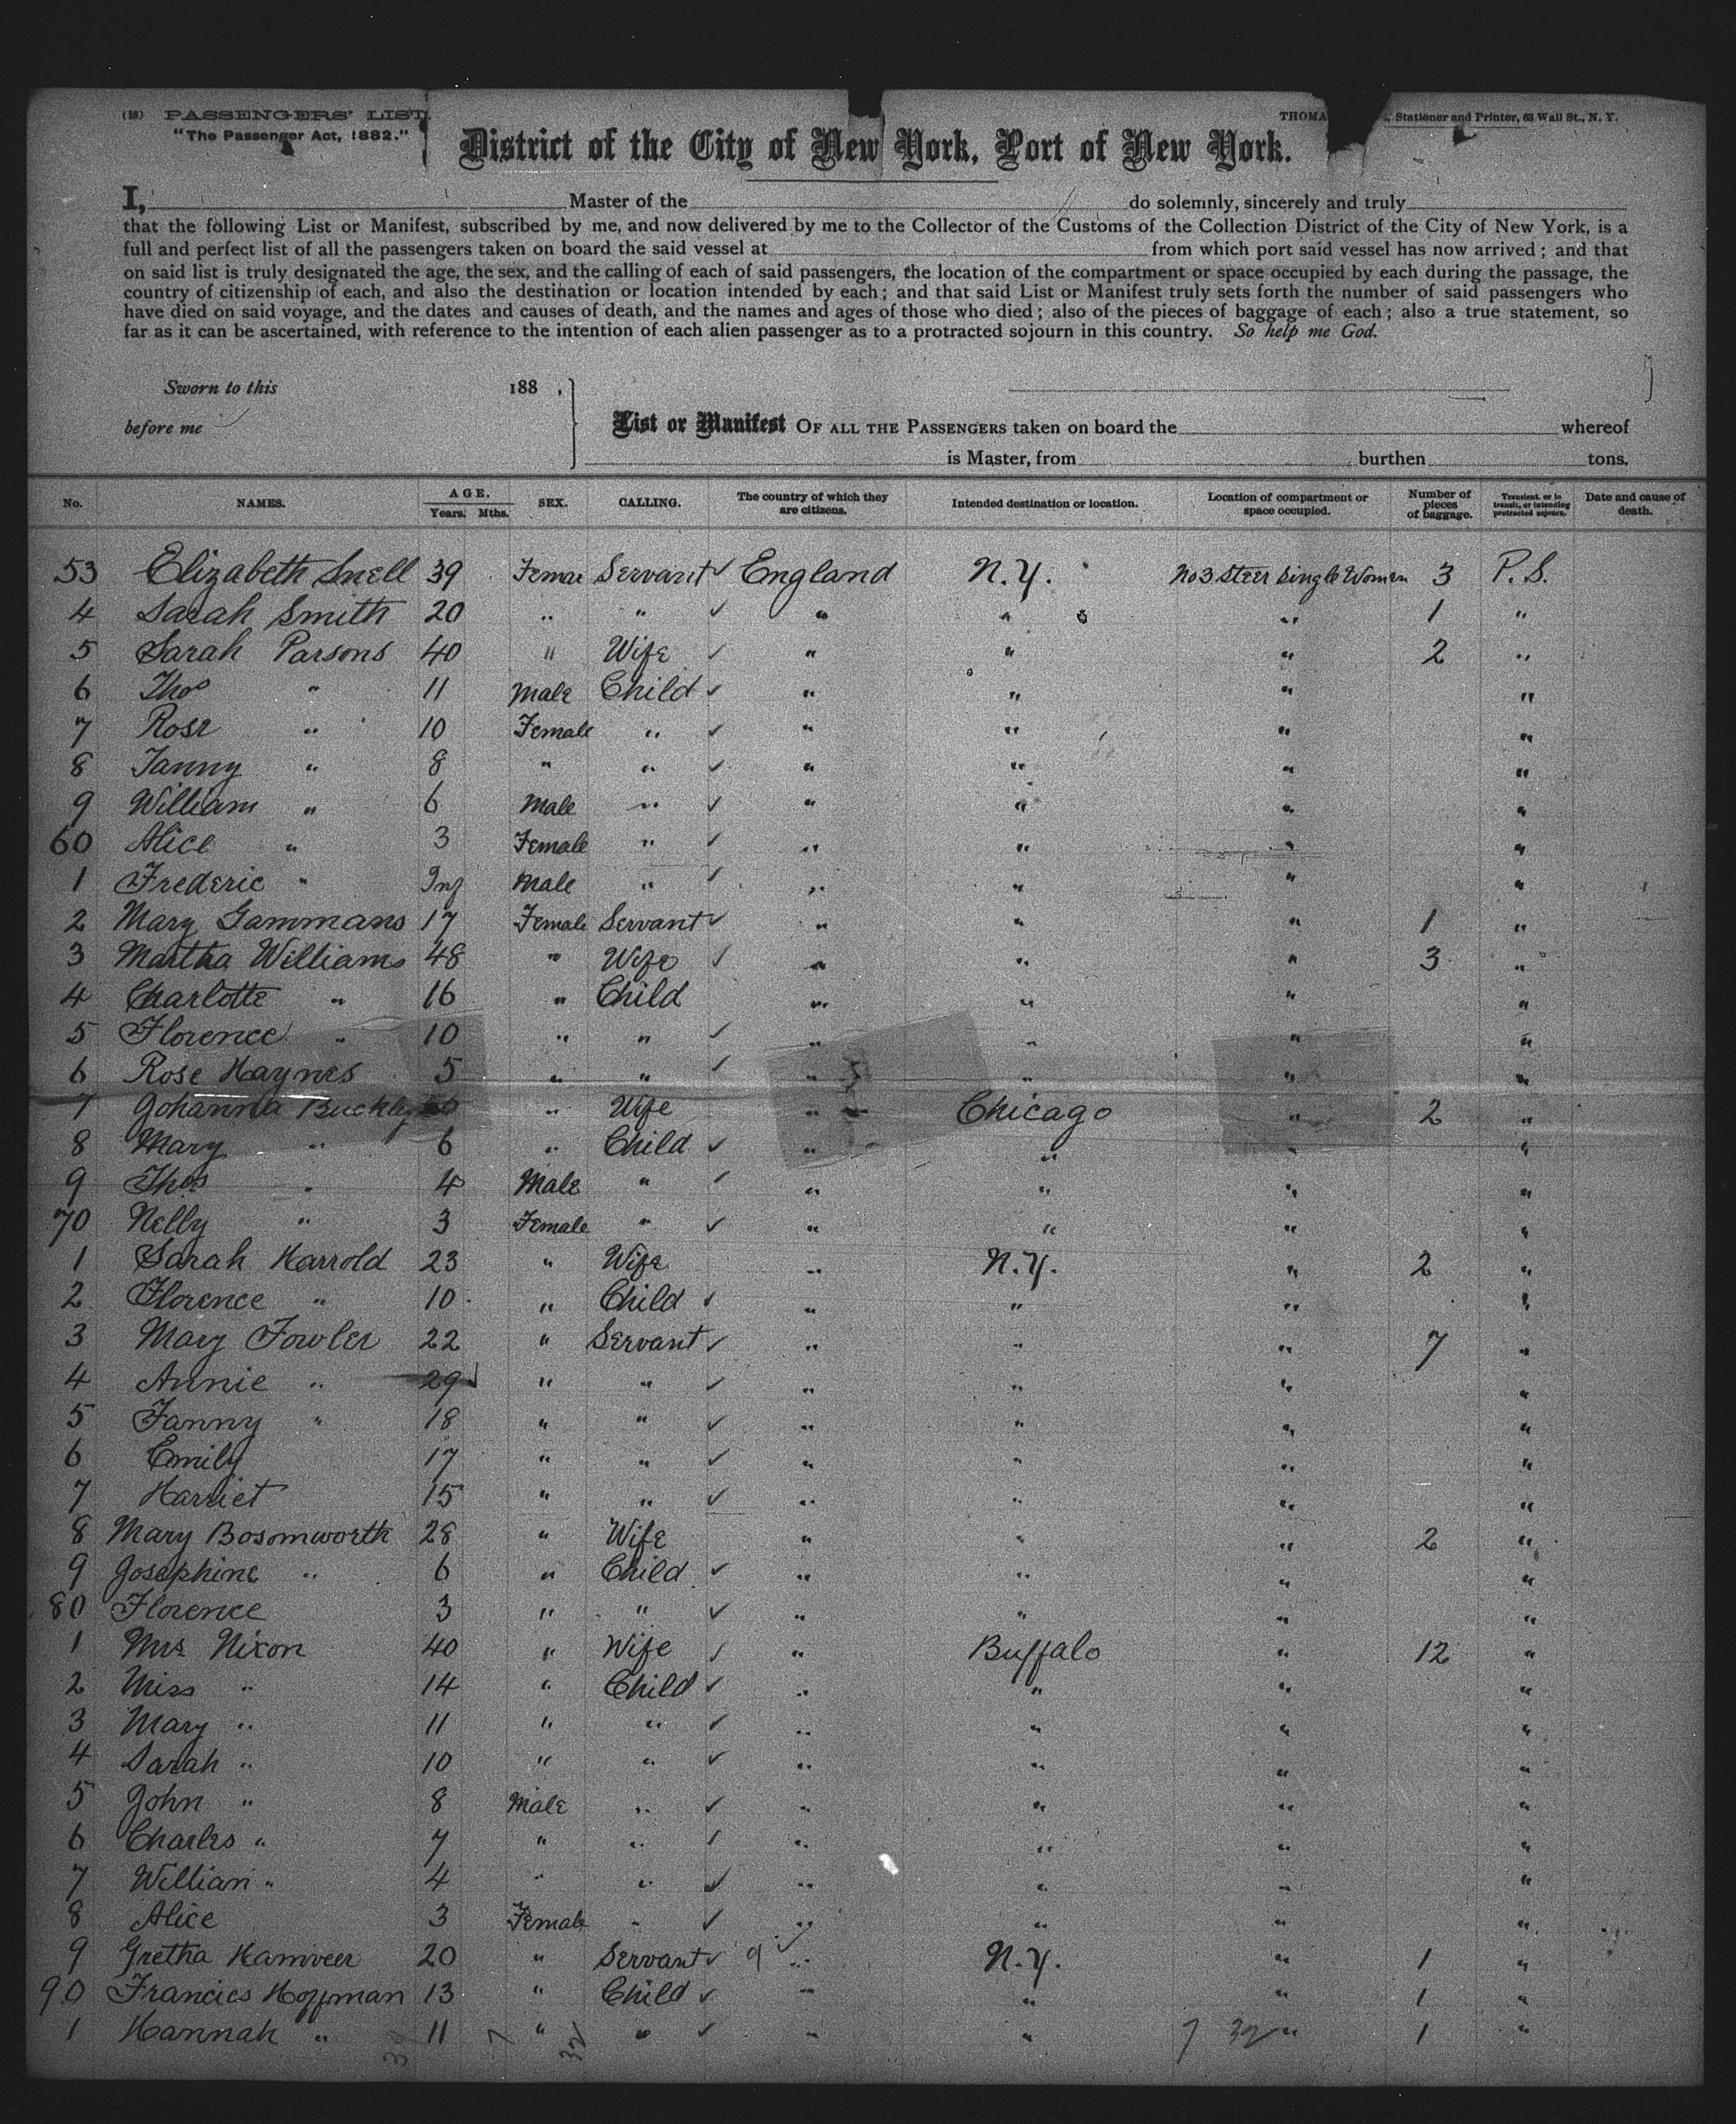 (18) PASSENGERS' LIST.
"The Passenger Act, 1882."
THOMA , Stationer and Printer, 63 Wall St., N. Y.
District of the City of New York, Port of New York.
I, Master of the do solemnly, sincerely and truly
that the following List or Manifest, subscribed by me, and now delivered by me to the Collector of the Customs of the Collection District of the City of New York, is a
full and perfect list of all the passengers taken on board the said vessel at from which port said vessel has now arrived ; and that
on said list is truly designated the age, the sex, and the calling of each of said passengers, the location of the compartment or space occupied by each during the passage, the
country of citizenship of each, and also the destination or location intended by each ; and that said List or Manifest truly sets forth the number of said passengers who
have died on said voyage, and the dates and causes of death, and the names and ages of those who died ; also of the pieces of baggage of each ; also a true statement, so
far as it can be ascertained, with reference to the intention of each alien passenger as to a protracted sojourn in this country. So help me God.
Sworn to this 188 ,
before me
List or Manifest OF ALL THE PASSENGERS taken on board the whereof
is Master, from burthen tons.
No. NAMES. AGE. Years. Mths. SEX. CALLING. The country of which they are citizens. Intended destination or location. Location of compartment or space occupied. Number of pieces of baggage. Transient, or in transit, or intending protracted sojourn. Date and cause of death.
53 Elizabeth Snell 39 Female Servant ✓ England N.Y. No 3 Steer Single Women 3 P.S.
4 Sarah Smith 20 " " ✓ " " " 1 "
5 Sarah Parsons 40 " Wife ✓ " " " 2 "
6 Thos " 11 Male Child ✓ " " " "
7 Rose " 10 Female " ✓ " " " "
8 Fanny " 8 " " ✓ " " " "
9 William " 6 Male " ✓ " " " "
60 Alice " 3 Female " ✓ " " " "
1 Frederic " Inf Male " ✓ " " " "
2 Mary Gammans 17 Female Servant ✓ " " " 1 "
3 Martha Williams 48 " Wife ✓ " " " 3 "
4 Charlotte " 16 " Child " " " "
5 Florence " 10 " " ✓ " " " "
6 Rose Haynes 5 " " ✓ " " " "
7 Johanna Buckley " Wife " Chicago " 2 "
8 Mary " 6 " Child ✓ " " " "
9 Thos " 4 Male " ✓ " " " "
70 Nelly " 3 Female " ✓ " " " "
1 Sarah Harrold 23 " Wife " N.Y. " 2 "
2 Florence " 10 " Child ✓ " " " "
3 Mary Fowler 22 " Servant ✓ " " " 7 "
4 Annie " 29 " " ✓ " " " "
5 Fanny " 18 " " ✓ " " " "
6 Emily 17 " " ✓ " " " "
7 Harriet 15 " " ✓ " " " "
8 Mary Bosomworth 28 " Wife " " " 2 "
9 Josephine " 6 " Child ✓ " " " "
80 Florence 3 " " ✓ " " " "
1 Mrs Nixon 40 " Wife ✓ " Buffalo " 12 "
2 Miss " 14 " Child ✓ " " " "
3 Mary " 11 " " ✓ " " " "
4 Sarah " 10 " " ✓ " " " "
5 John " 8 Male " ✓ " " " "
6 Charles " 7 " " ✓ " " " "
7 William " 4 " " ✓ " " " "
8 Alice 3 Female " ✓ " " " "
9 Gretha 20 " Servant ✓ 9 " N.Y. " 1 "
90 Francies Hoffman 13 " Child ✓ " " " 1 "
1 Hannah " 11 " " ✓ " " " 1 "
7 32 7 32